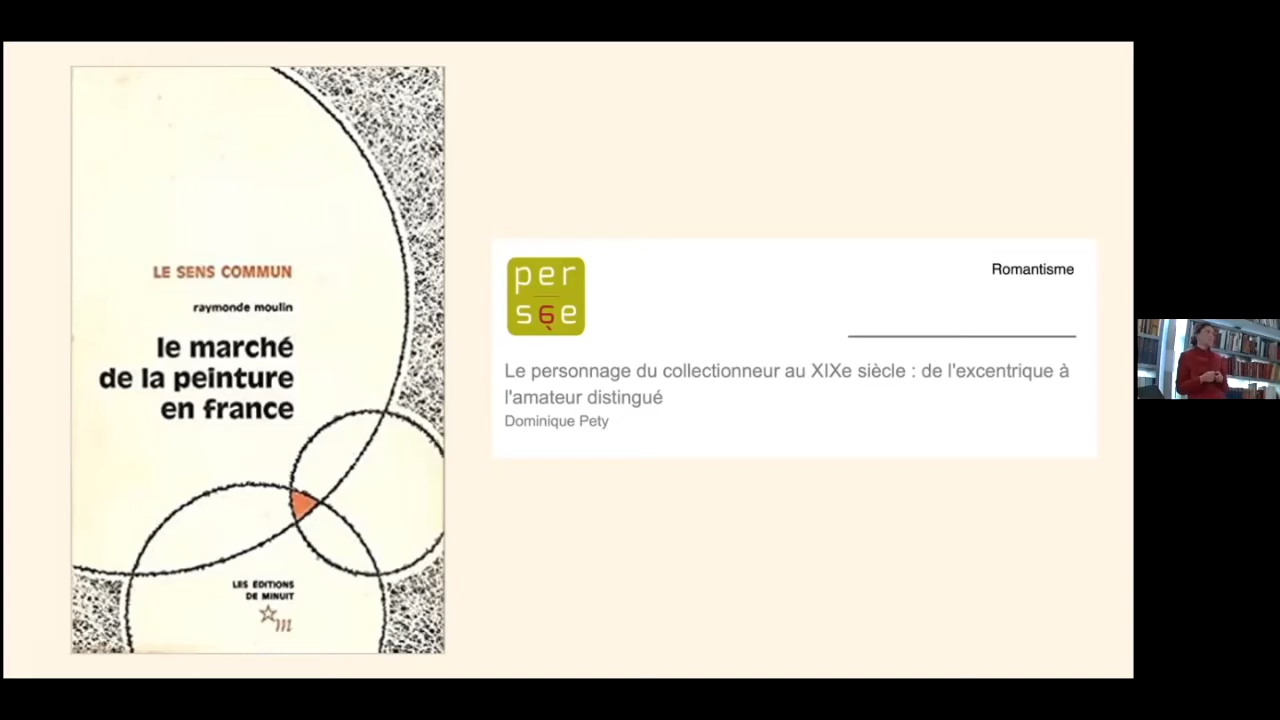 LE SENS COMMUN
raymonde moulin
le marché
de la peinture
en france
LES EDITIONS
DE MINUIT
m
per
sée
Romantisme
Le personnage du collectionneur au XIXe siècle : de l'excentrique à
l'amateur distingué
Dominique Pety